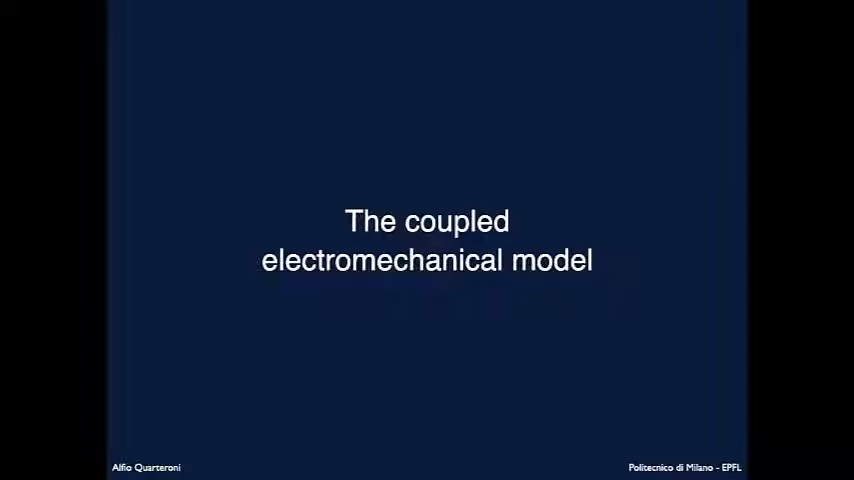 The coupled
electromechanical model
Alfio Quarteroni
Politecnico di Milano - EPFL